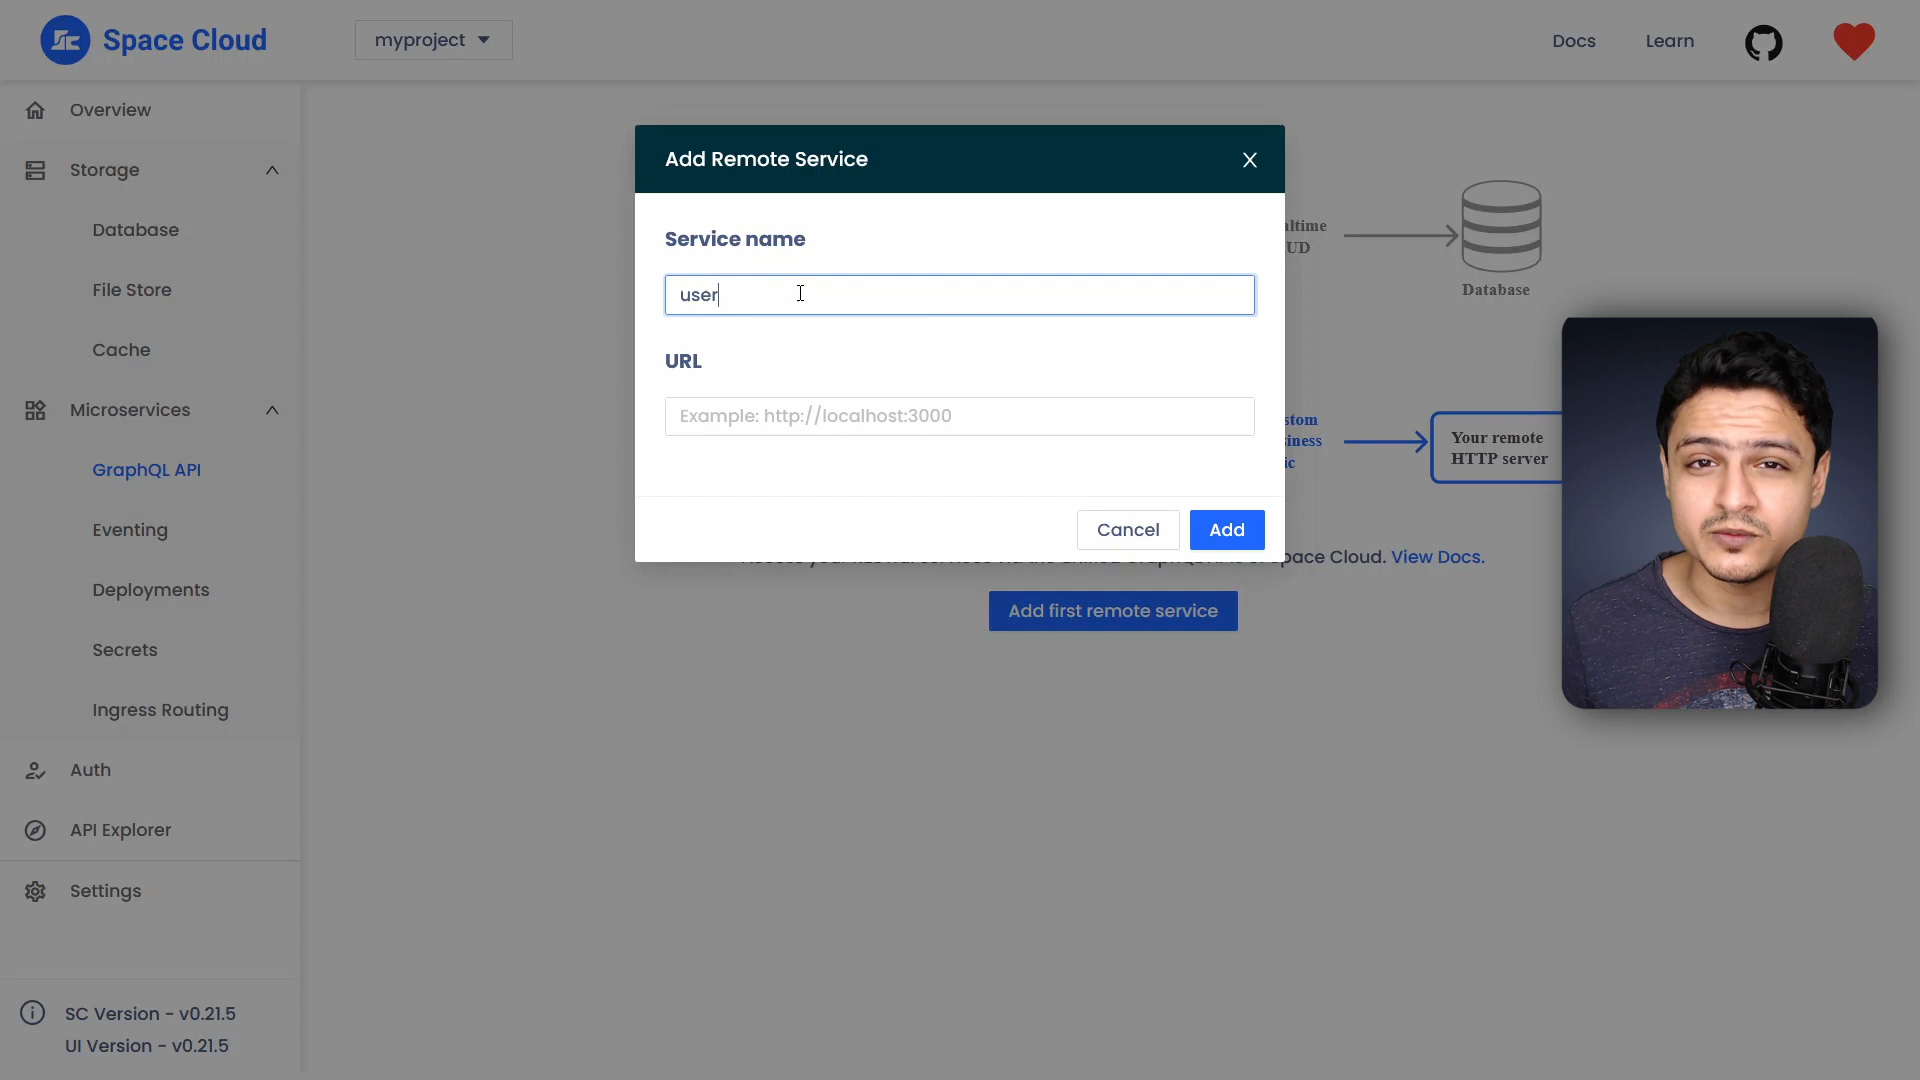 Space Cloud
myproject
Docs
Learn
Overview
Storage
Database
File Store
Cache
Microservices
GraphQL API
Eventing
Deployments
Secrets
Ingress Routing
Auth
API Explorer
Settings
SC Version - v0.21.5
UI Version - v0.21.5
Add Remote Service
Service name
user
URL
Example: http://localhost:3000
Cancel
Add
Database
Your remote
HTTP server
Cloud. View Docs.
Add first remote service